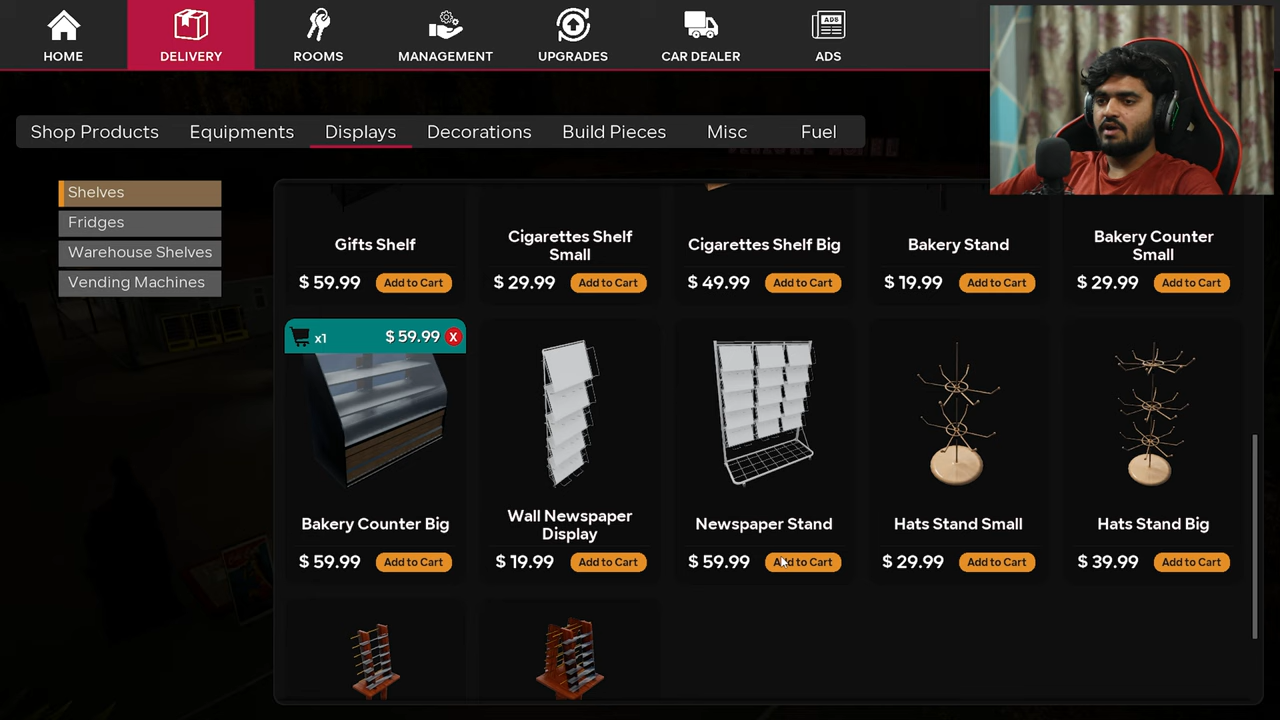 HOME
DELIVERY
ROOMS
MANAGEMENT
UPGRADES
CAR DEALER
ADS
ADS
Shop Products
Equipments
Displays
Decorations
Build Pieces
Misc
Fuel
Shelves
Fridges
Warehouse Shelves
Vending Machines
Gifts Shelf
$ 59.99
Add to Cart
Cigarettes Shelf
Small
$ 29.99
Add to Cart
Cigarettes Shelf Big
$ 49.99
Add to Cart
Bakery Stand
$ 19.99
Add to Cart
Bakery Counter
Small
$ 29.99
Add to Cart
x1
$ 59.99
X
Bakery Counter Big
$ 59.99
Add to Cart
Wall Newspaper
Display
$ 19.99
Add to Cart
Newspaper Stand
$ 59.99
Add to Cart
Hats Stand Small
$ 29.99
Add to Cart
Hats Stand Big
$ 39.99
Add to Cart